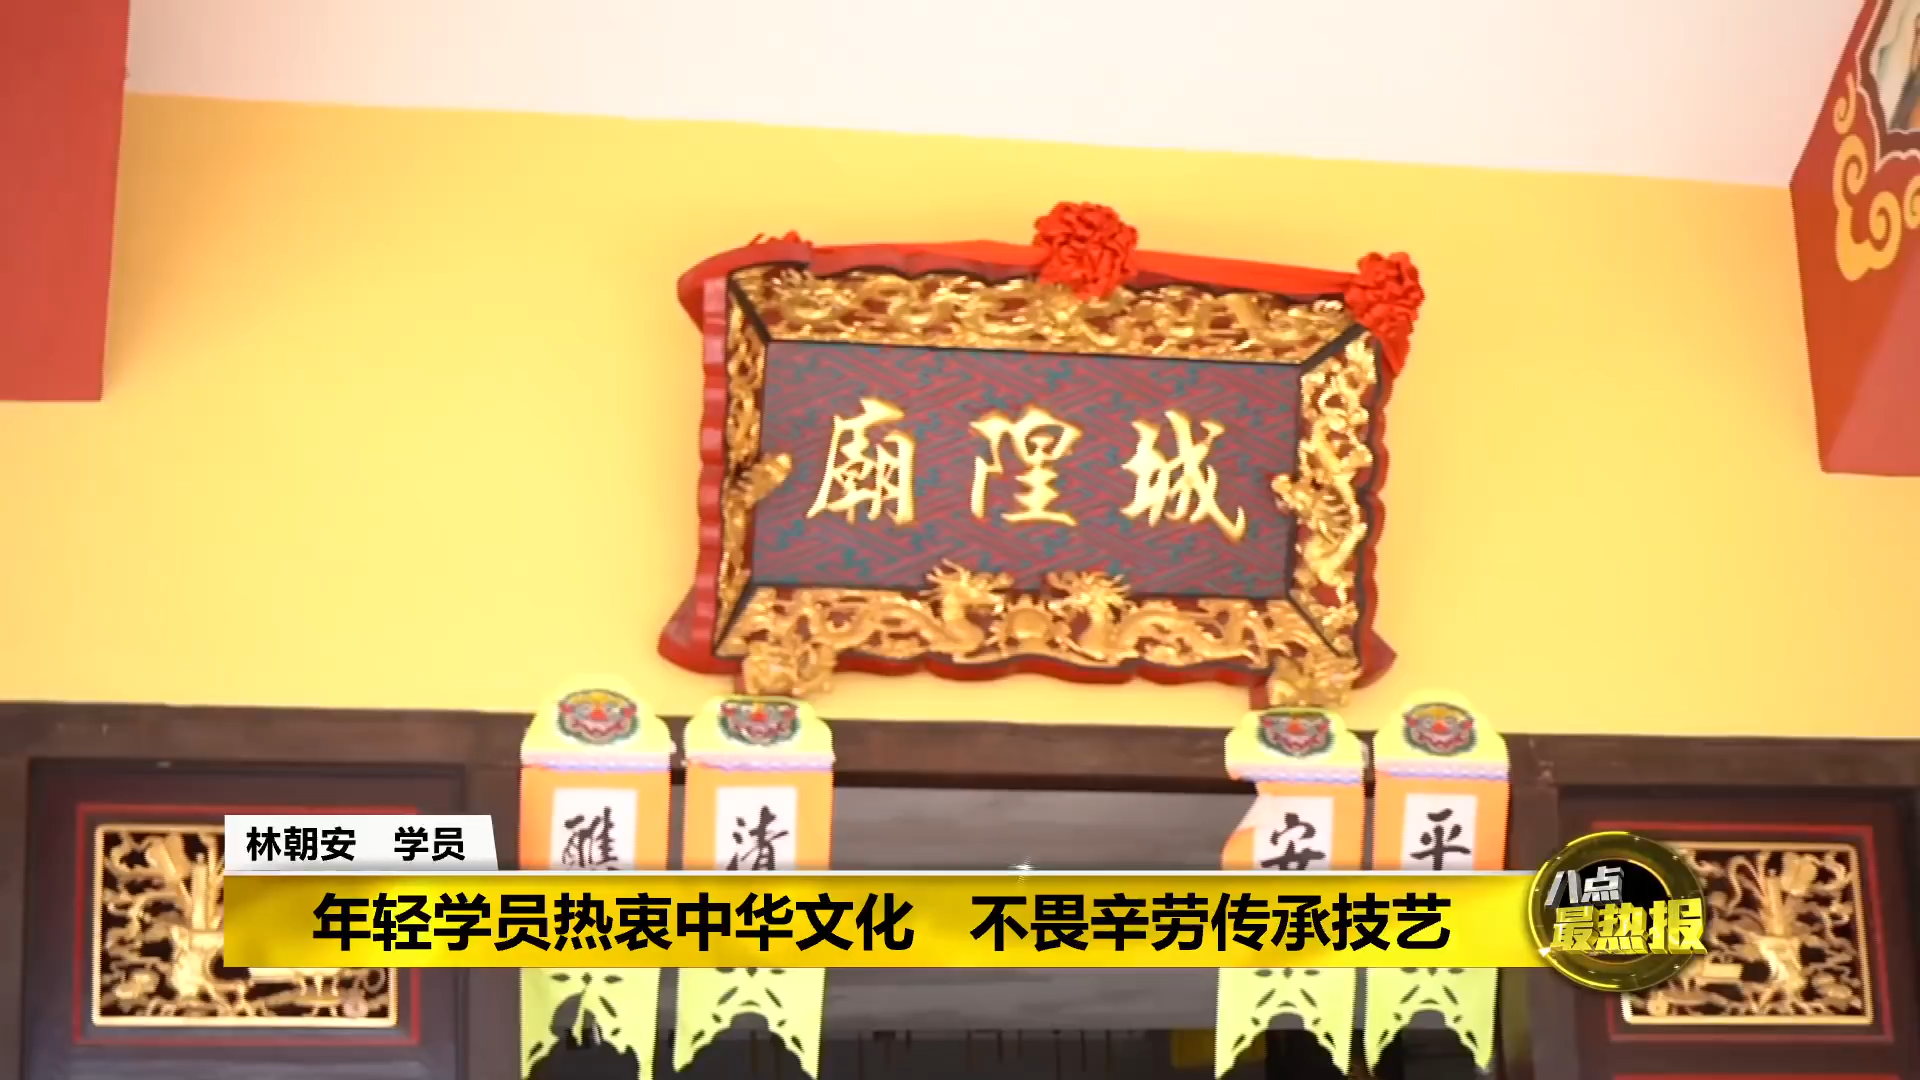 廟隍城
醮 清 安 平
林朝安 学员
年轻学员热衷中华文化 不畏辛劳传承技艺
八点
最热报